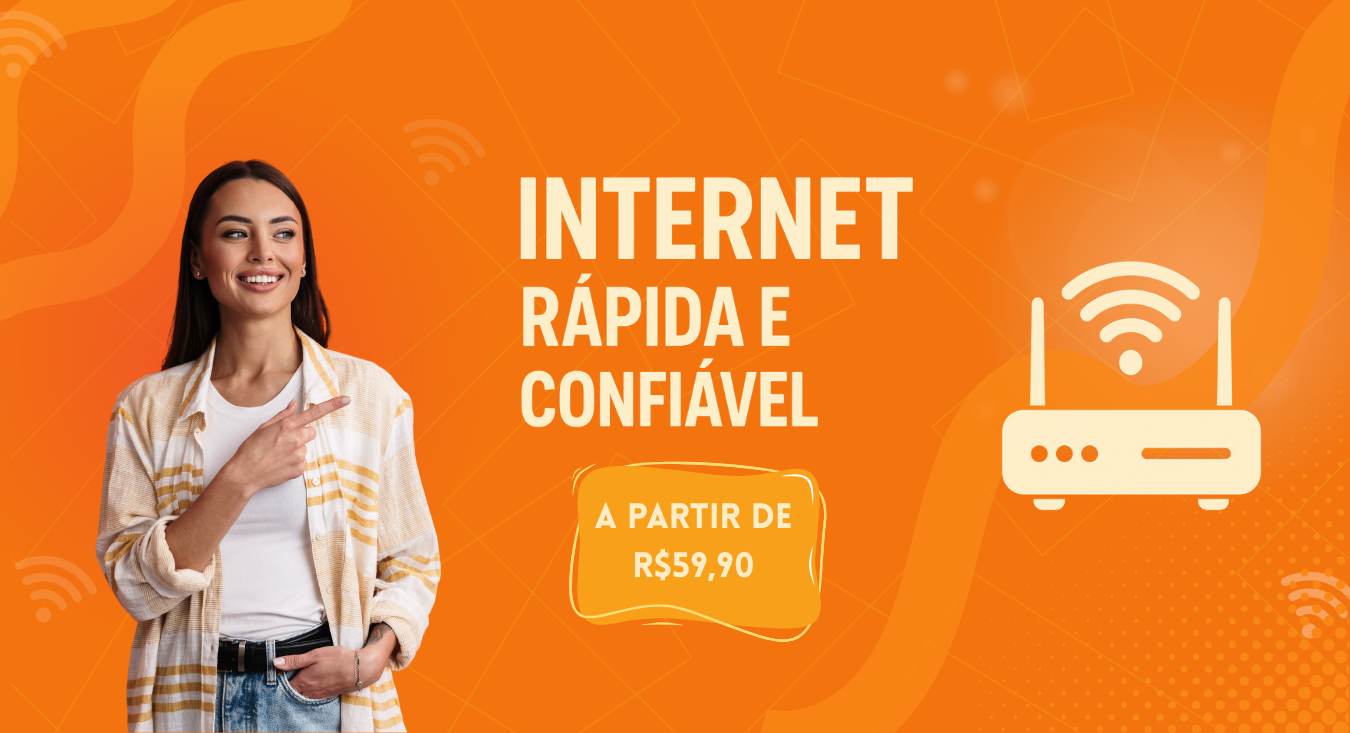 INTERNET
RÁPIDA E
CONFIÁVEL
A PARTIR DE
R$59,90